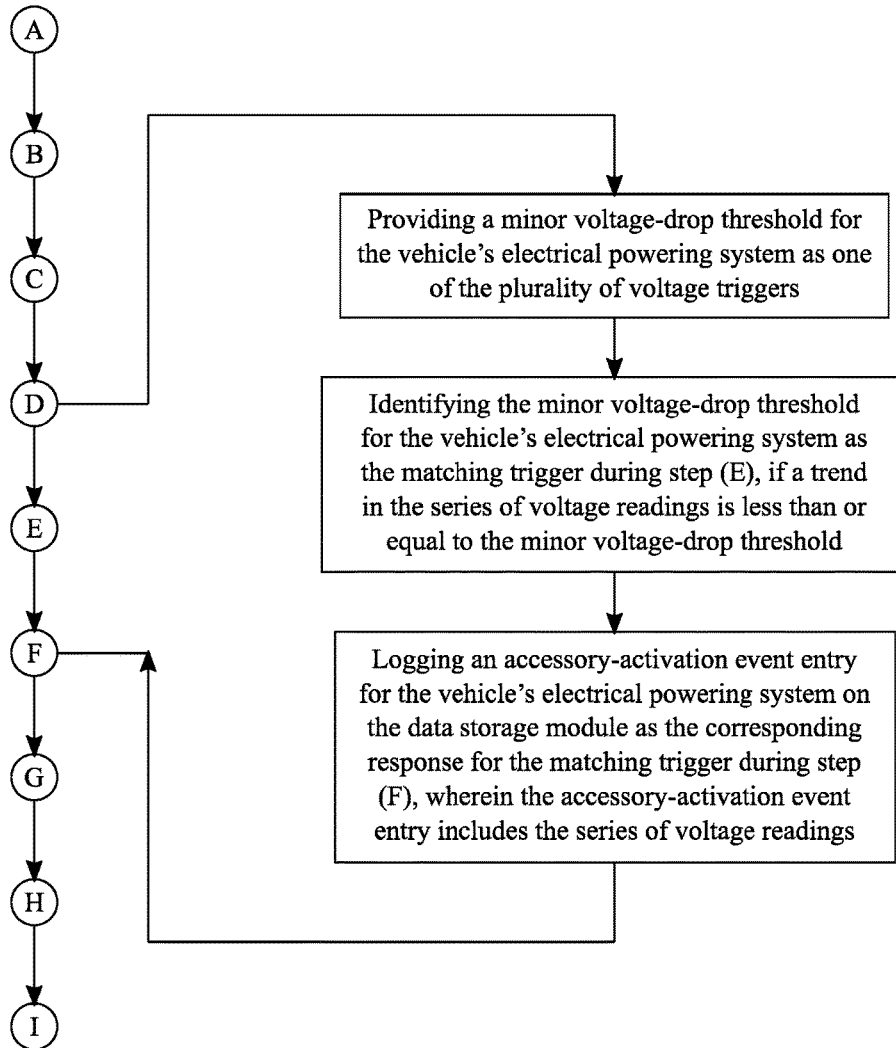 A
B
C
D
E
F
G
H
I
Providing a minor voltage-drop threshold for
the vehicle's electrical powering system as one
of the plurality of voltage triggers
Identifying the minor voltage-drop threshold
for the vehicle's electrical powering system as
the matching trigger during step (E), if a trend
in the series of voltage readings is less than or
equal to the minor voltage-drop threshold
Logging an accessory-activation event entry
for the vehicle's electrical powering system on
the data storage module as the corresponding
response for the matching trigger during step
(F), wherein the accessory-activation event
entry includes the series of voltage readings